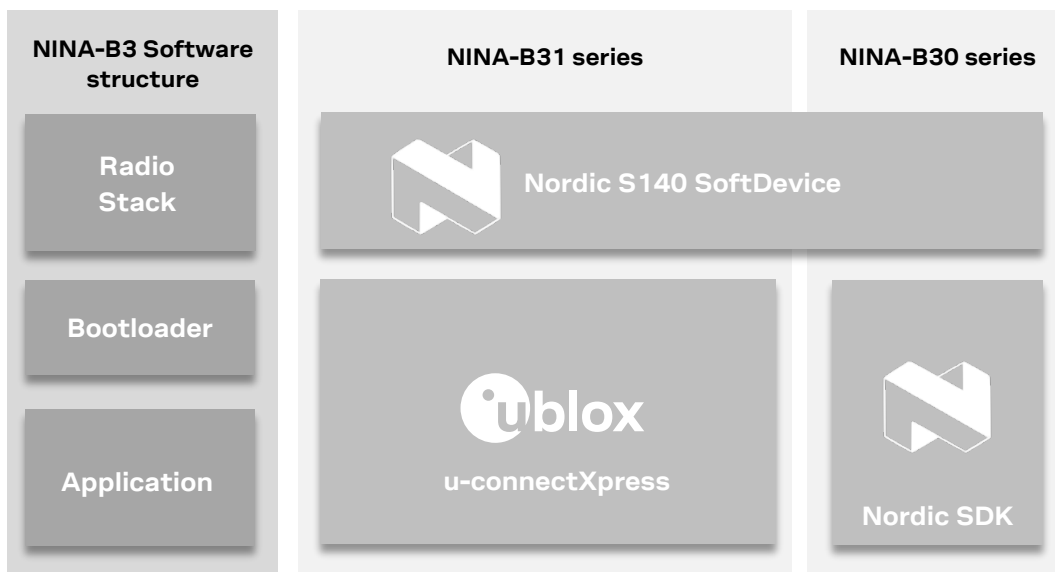 NINA-B3 Software
structure
NINA-B31 series
NINA-B30 series
Radio
Stack
Nordic S140 SoftDevice
Bootloader
ublox
u-connectXpress
Application
Nordic SDK